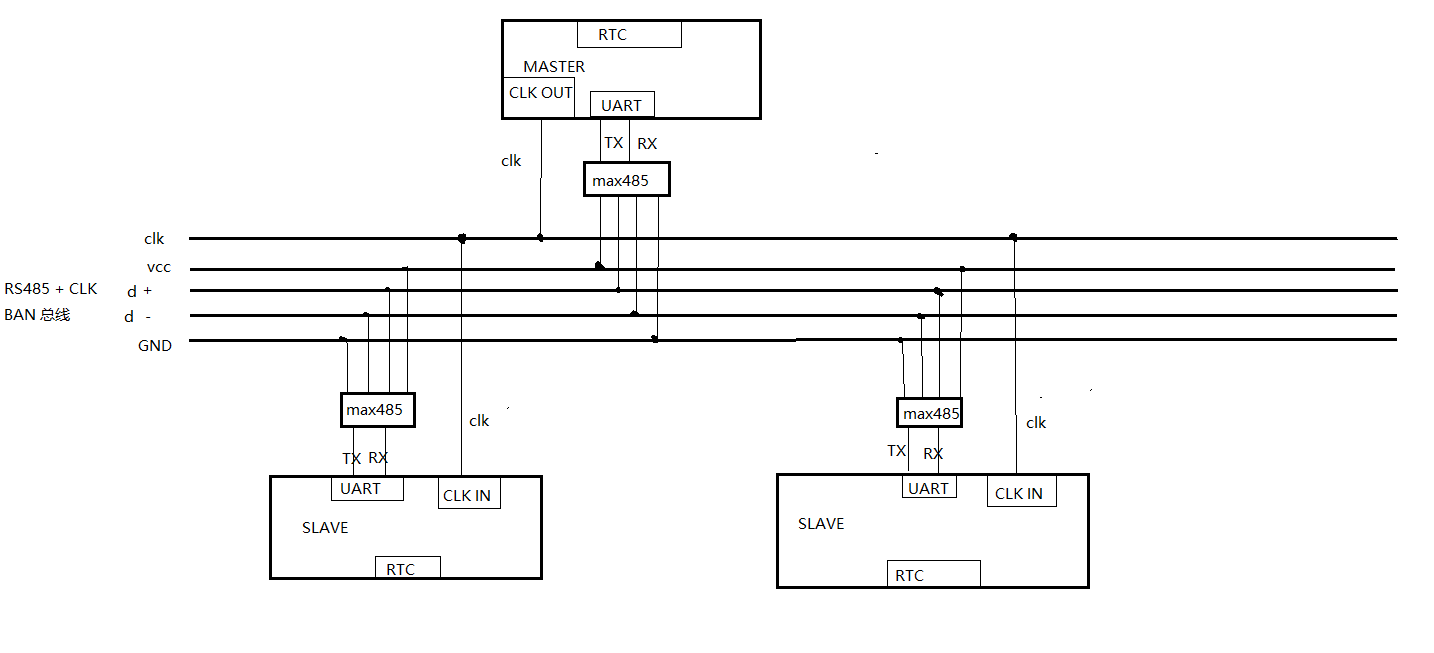 RTC
MASTER
CLK OUT
UART
TX
RX
clk
max485
clk
vcc
RS485 + CLK
d +
BAN 总线
d -
GND
max485
clk
TX
RX
UART
CLK IN
SLAVE
RTC
max485
clk
TX
RX
UART
CLK IN
SLAVE
RTC